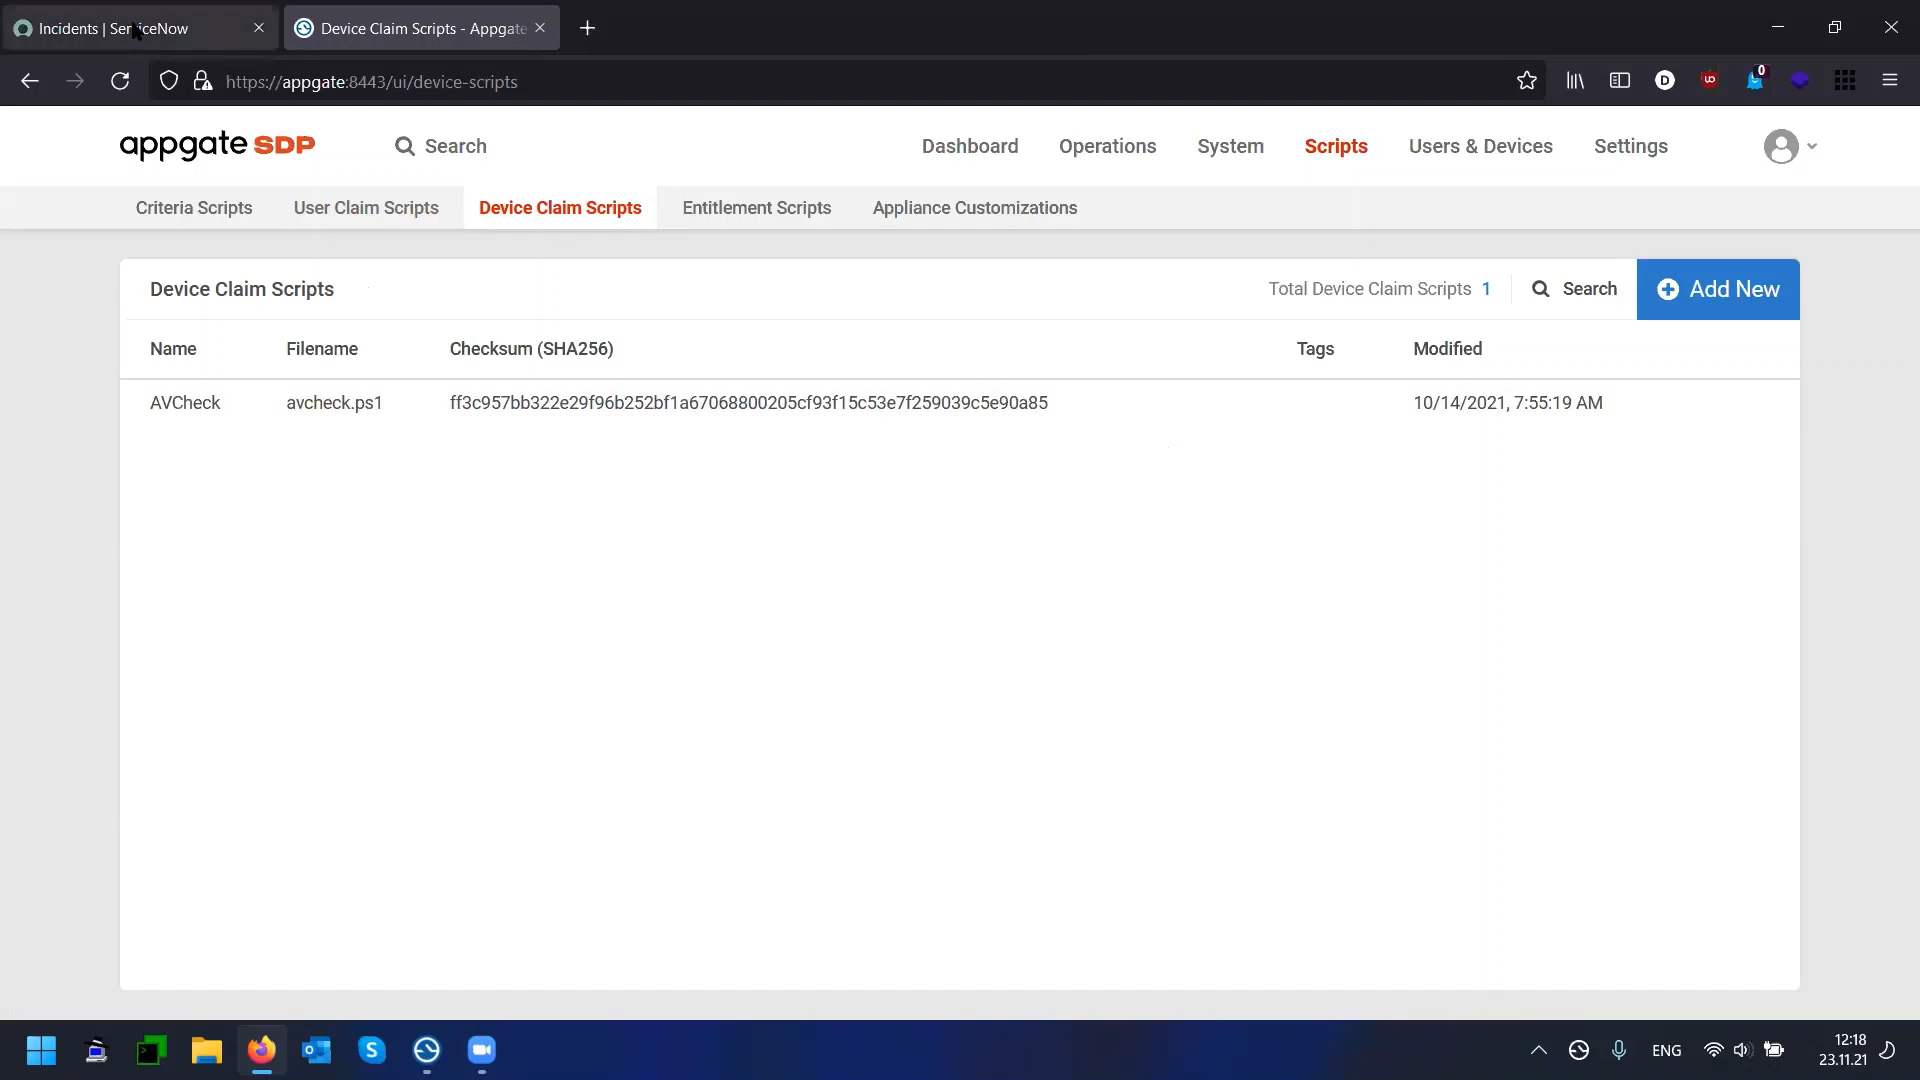 Incidents | ServiceNow
Device Claim Scripts - Appgate
https://appgate:8443/ui/device-scripts
0
appgate SDP
Search
Dashboard
Operations
System
Scripts
Users & Devices
Settings
Criteria Scripts
User Claim Scripts
Device Claim Scripts
Entitlement Scripts
Appliance Customizations
Device Claim Scripts
Total Device Claim Scripts 1
Search
Add New
Name
Filename
Checksum (SHA256)
Tags
Modified
AVCheck
avcheck.ps1
ff3c957bb322e29f96b252bf1a67068800205cf93f15c53e7f259039c5e90a85
10/14/2021, 7:55:19 AM
ENG
12:18
23.11.21